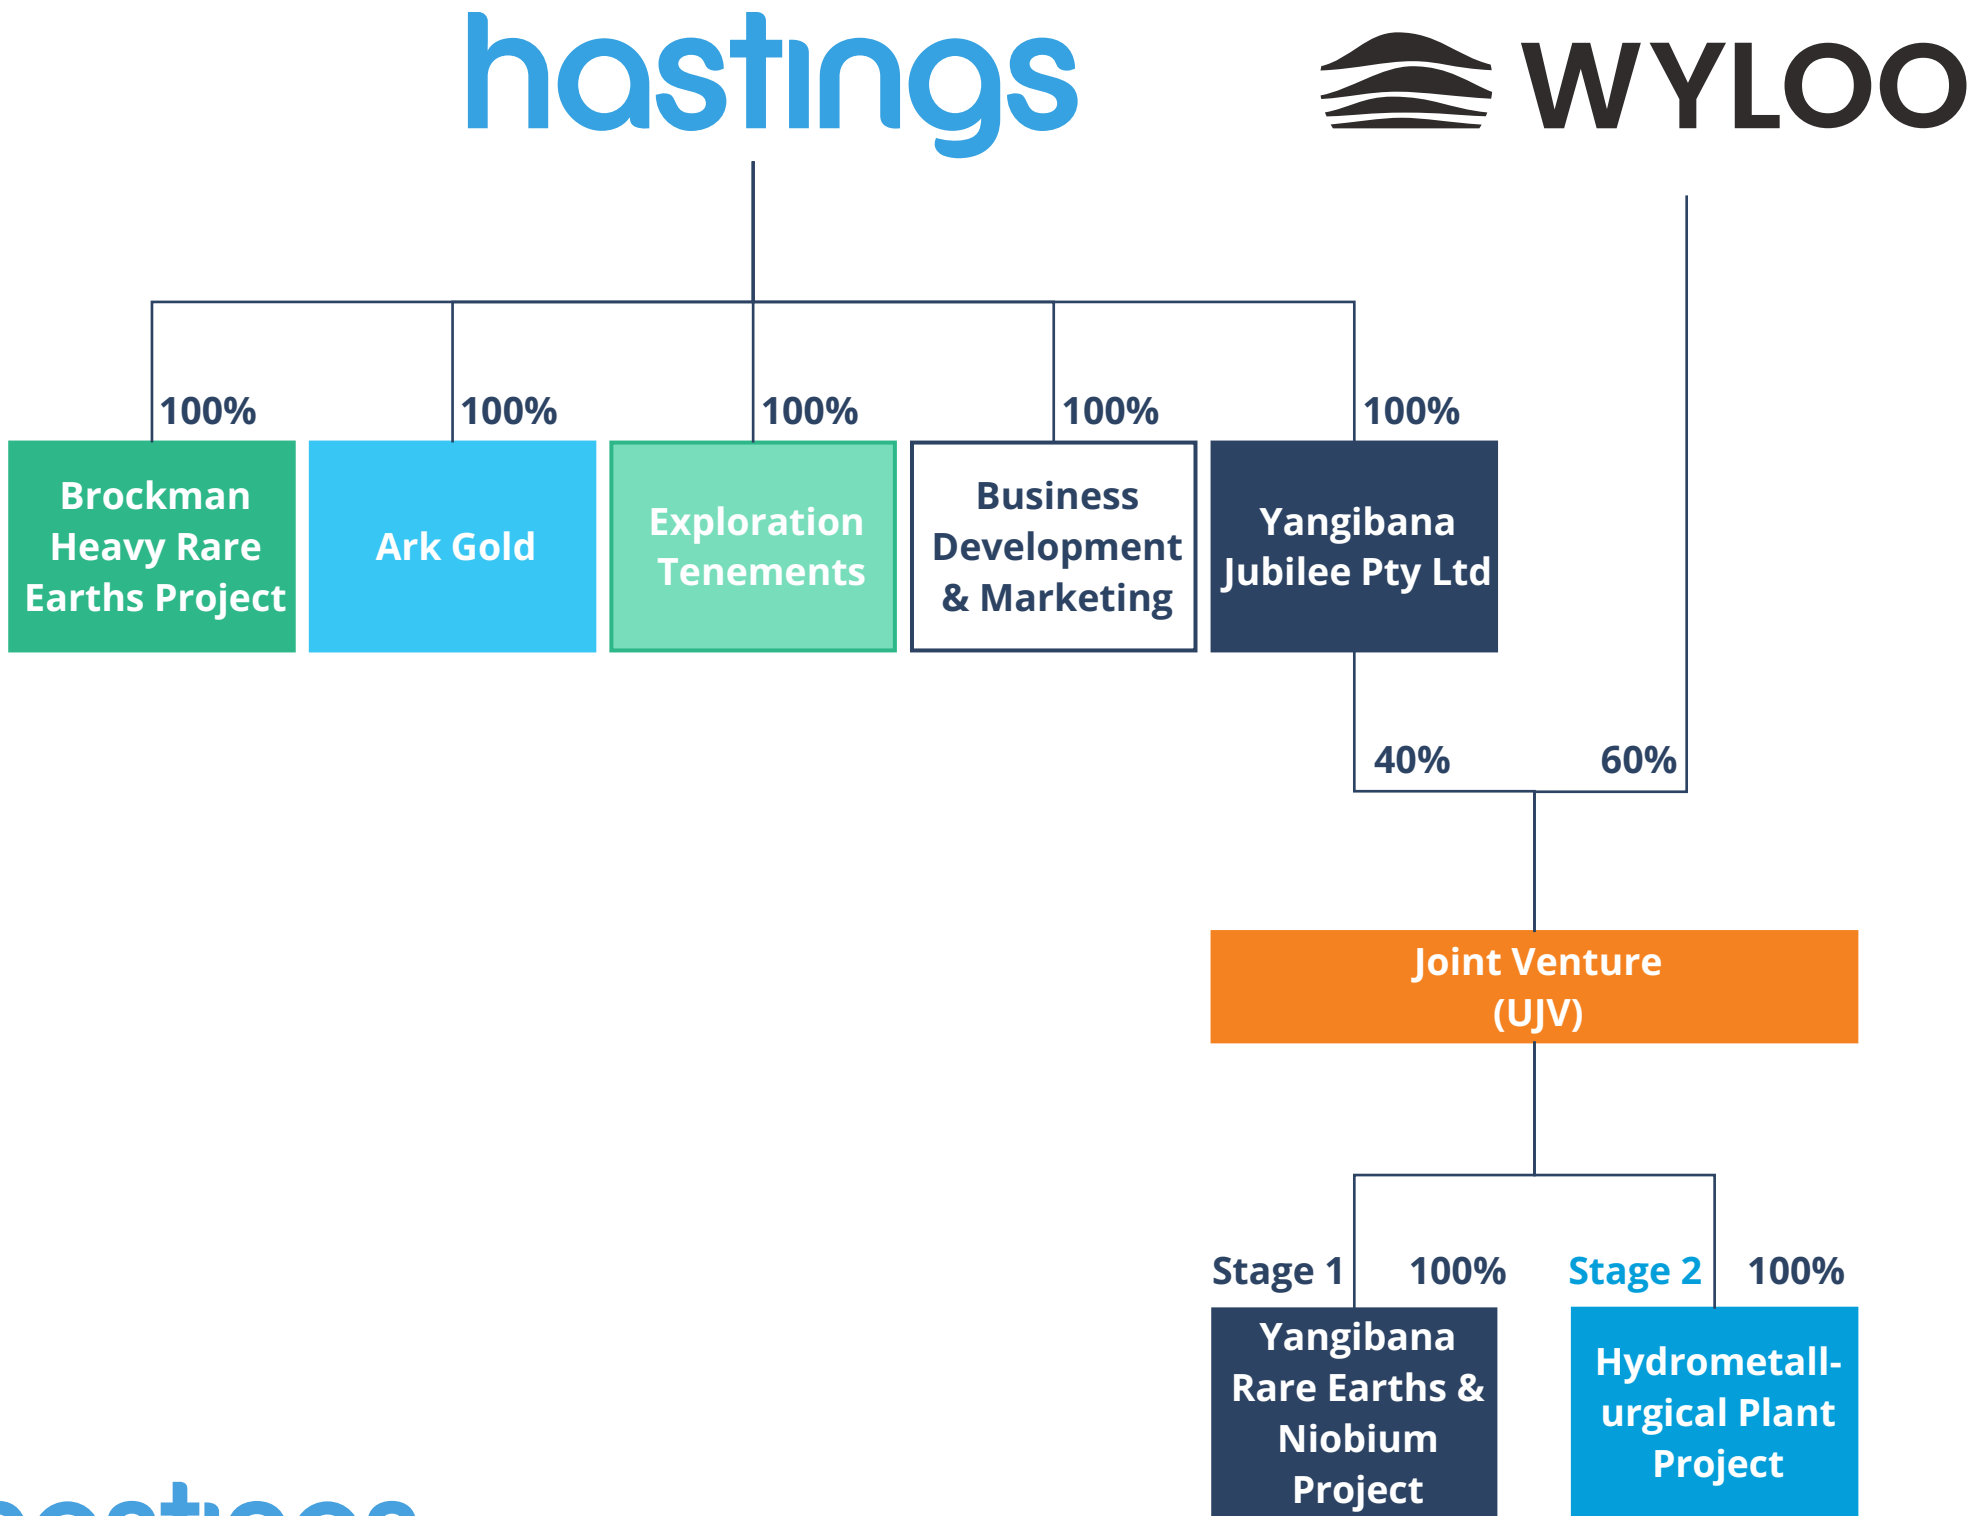 hastings
WYLOO
100%
100%
100%
100%
100%
Brockman
Heavy Rare
Earths Project
Ark Gold
Exploration
Tenements
Business
Development
& Marketing
Yangibana
Jubilee Pty Ltd
40%
60%
Joint Venture
(UJV)
Stage 1
100%
Stage 2
100%
Yangibana
Rare Earths &
Niobium
Project
Hydrometall-
urgical Plant
Project